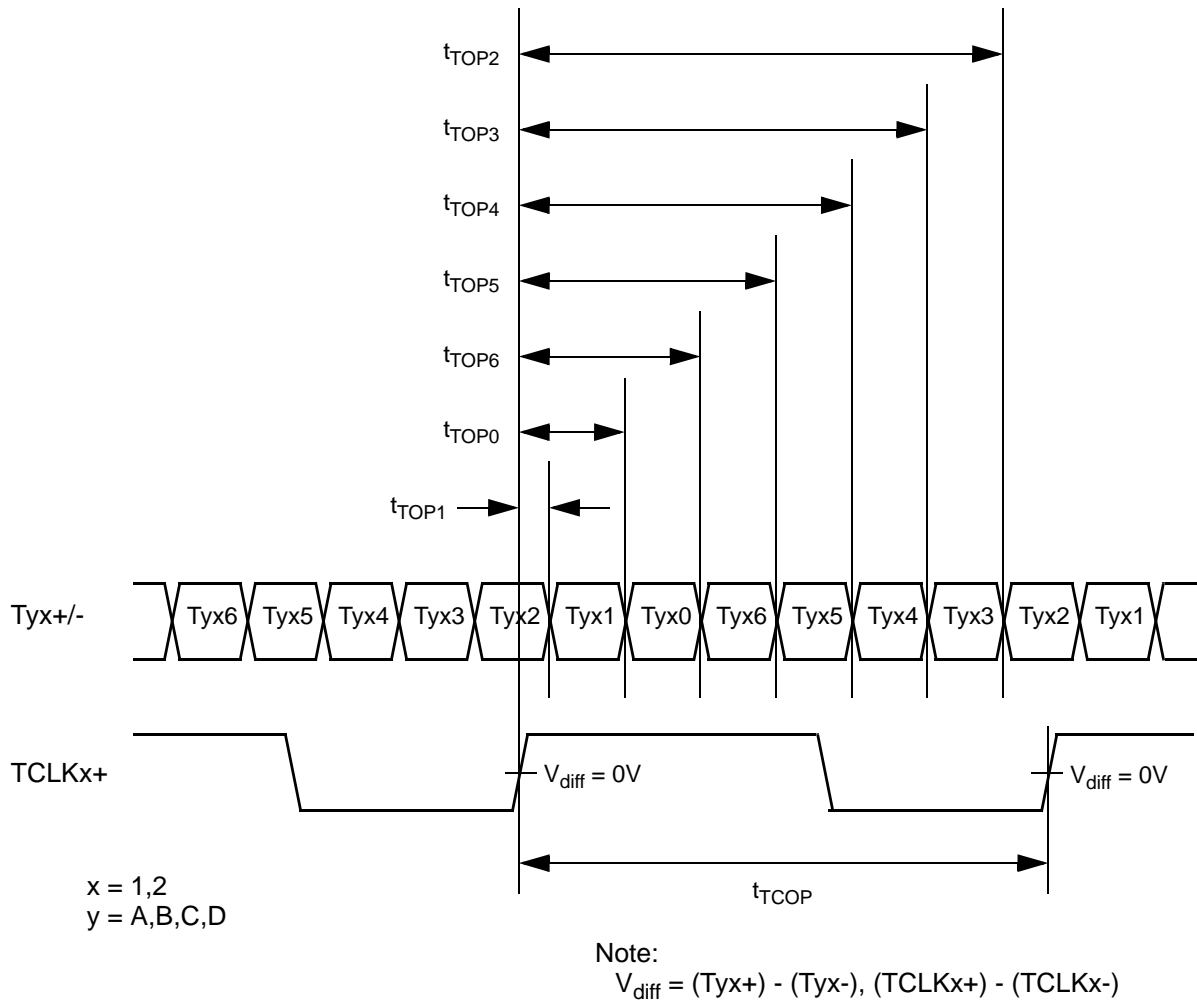 tTOP2
tTOP3
tTOP4
tTOP5
tTOP6
tTOP0
tTOP1
Tyx+/- Tyx6 Tyx5 Tyx4 Tyx3 Tyx2 Tyx1 Tyx0 Tyx6 Tyx5 Tyx4 Tyx3 Tyx2 Tyx1
TCLKx+ Vdiff = 0V Vdiff = 0V
tTCOP
x = 1,2
y = A,B,C,D
Note:
Vdiff = (Tyx+) - (Tyx-), (TCLKx+) - (TCLKx-)